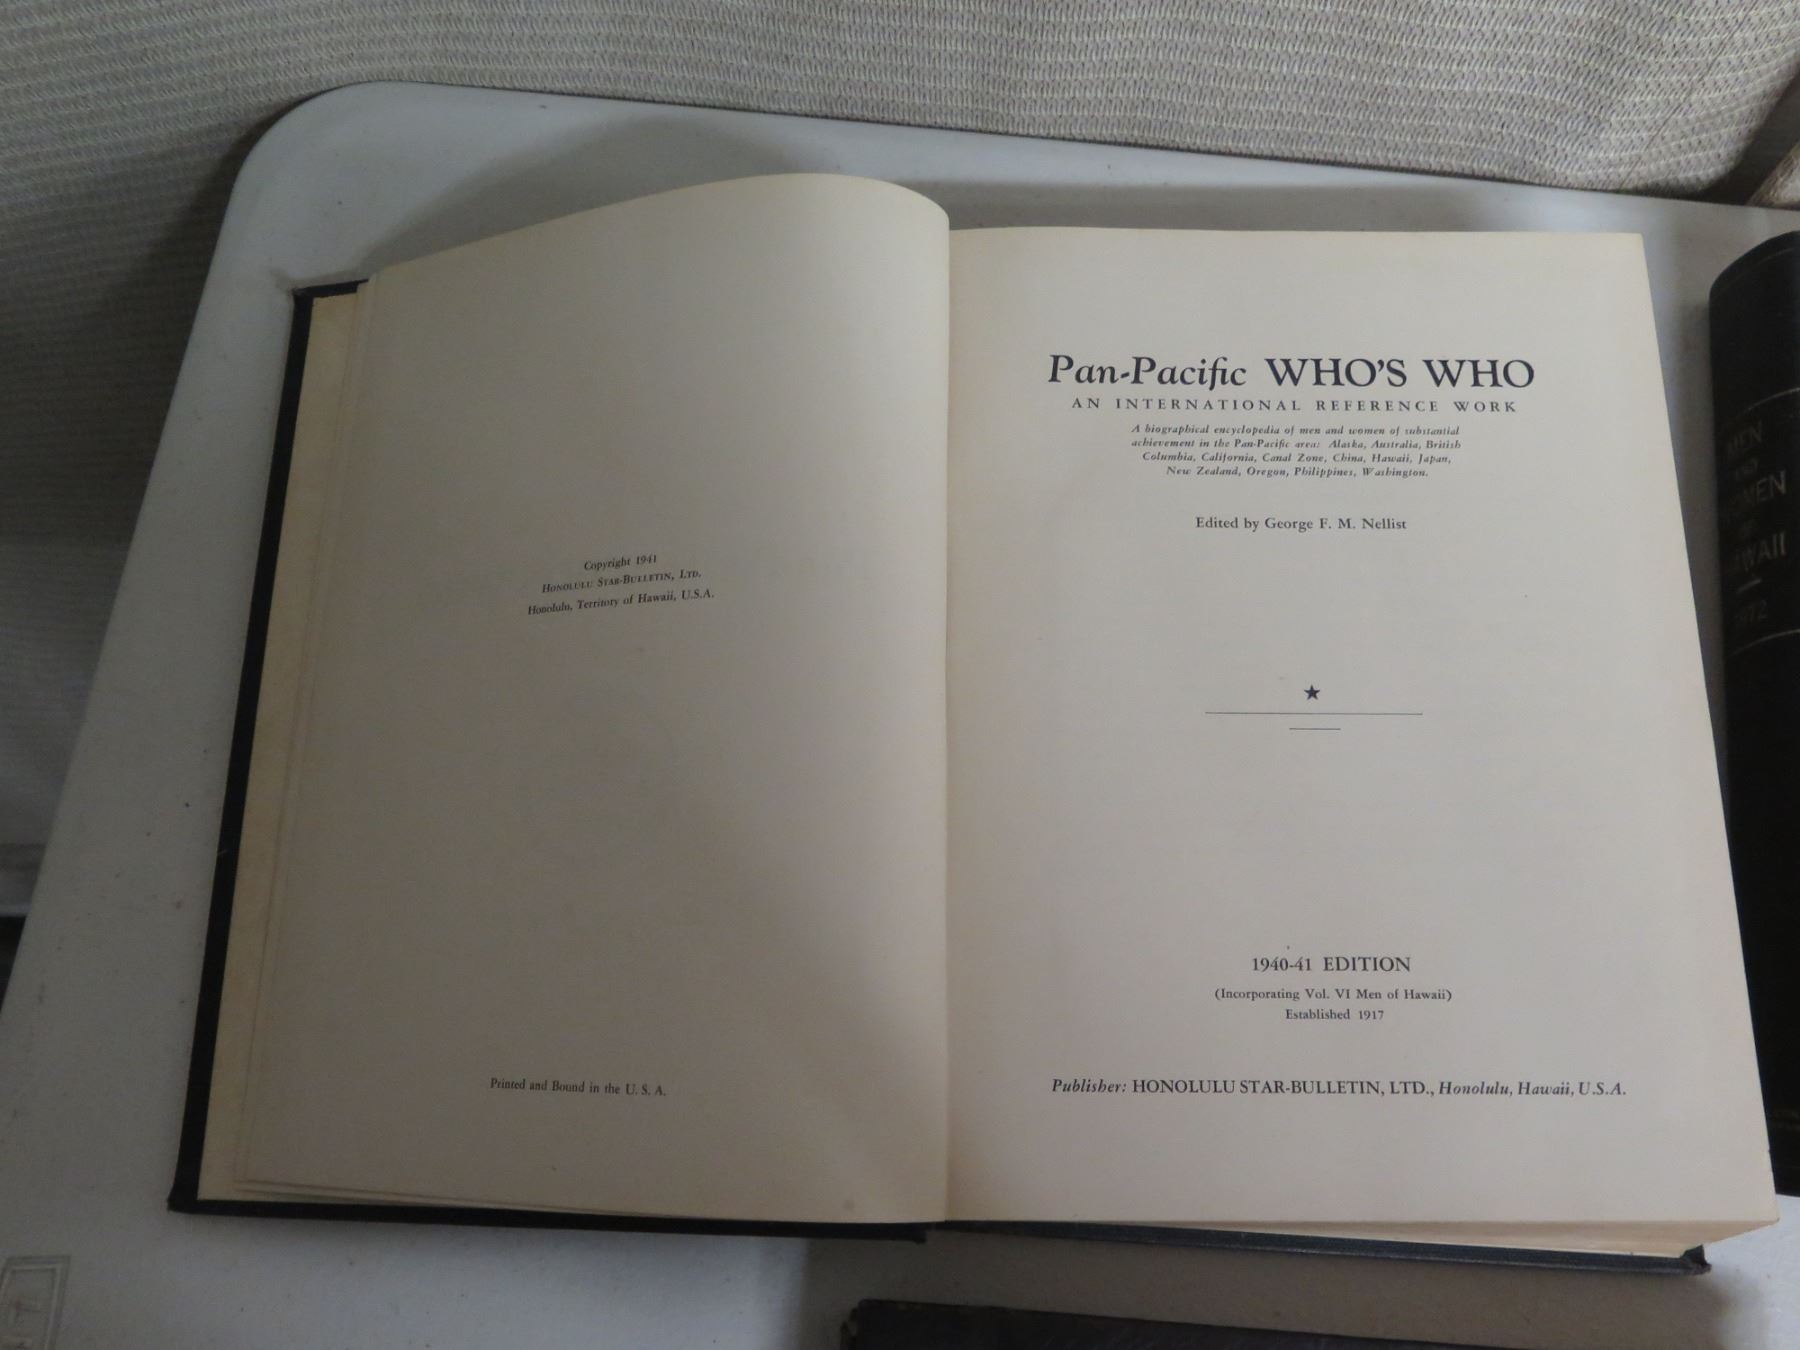 Copyright 1941
Honolulu Star-Bulletin, Ltd.
Honolulu, Territory of Hawaii, U.S.A.
Printed and Bound in the U. S. A.
Pan-Pacific WHO'S WHO
AN INTERNATIONAL REFERENCE WORK
A biographical encyclopedia of men and women of substantial
achievement in the Pan-Pacific area: Alaska, Australia, British
Columbia, California, Canal Zone, China, Hawaii, Japan,
New Zealand, Oregon, Philippines, Washington.
Edited by George F. M. Nellist
1940-41 EDITION
(Incorporating Vol. VI Men of Hawaii)
Established 1917
Publisher: HONOLULU STAR-BULLETIN, LTD., Honolulu, Hawaii, U.S.A.
MEN
AND
WOMEN
OF
HAWAII
1972